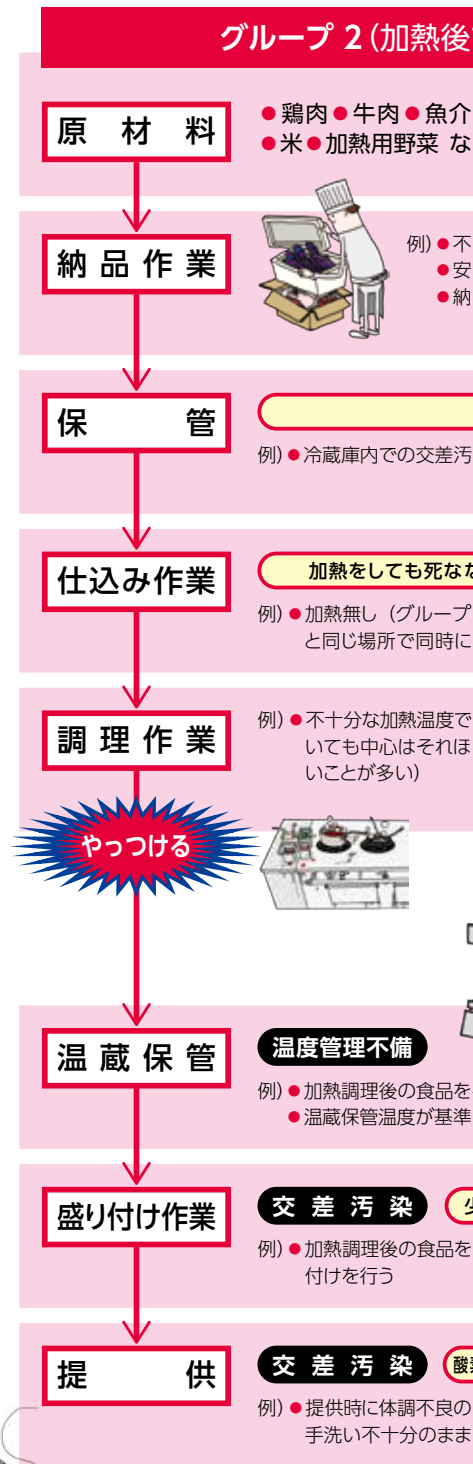 グループ 2（加熱後
原材料
●鶏肉●牛肉●魚介
●米●加熱用野菜 な
納品作業
例）●不
●安
●納
保管
例）●冷蔵庫内での交差汚
仕込み作業
加熱をしても死な
例）●加熱無し（グループ
と同じ場所で同時に
調理作業
例）●不十分な加熱温度で
いても中心はそれほ
いことが多い）
やっつける
温蔵保管
温度管理不備
例）●加熱調理後の食品を
●温蔵保管温度が基準
盛り付け作業
交差汚染
例）●加熱調理後の食品を
付けを行う
提供
交差汚染
例）●提供時に体調不良の
手洗い不十分のまま